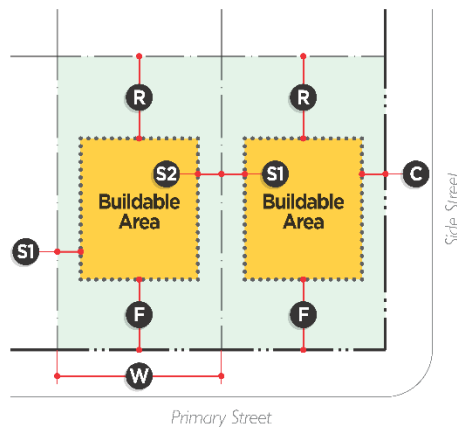 R
R
S2
S1
C
Buildable
Area
Buildable
Area
S1
F
F
W
Side Street
Primary Street